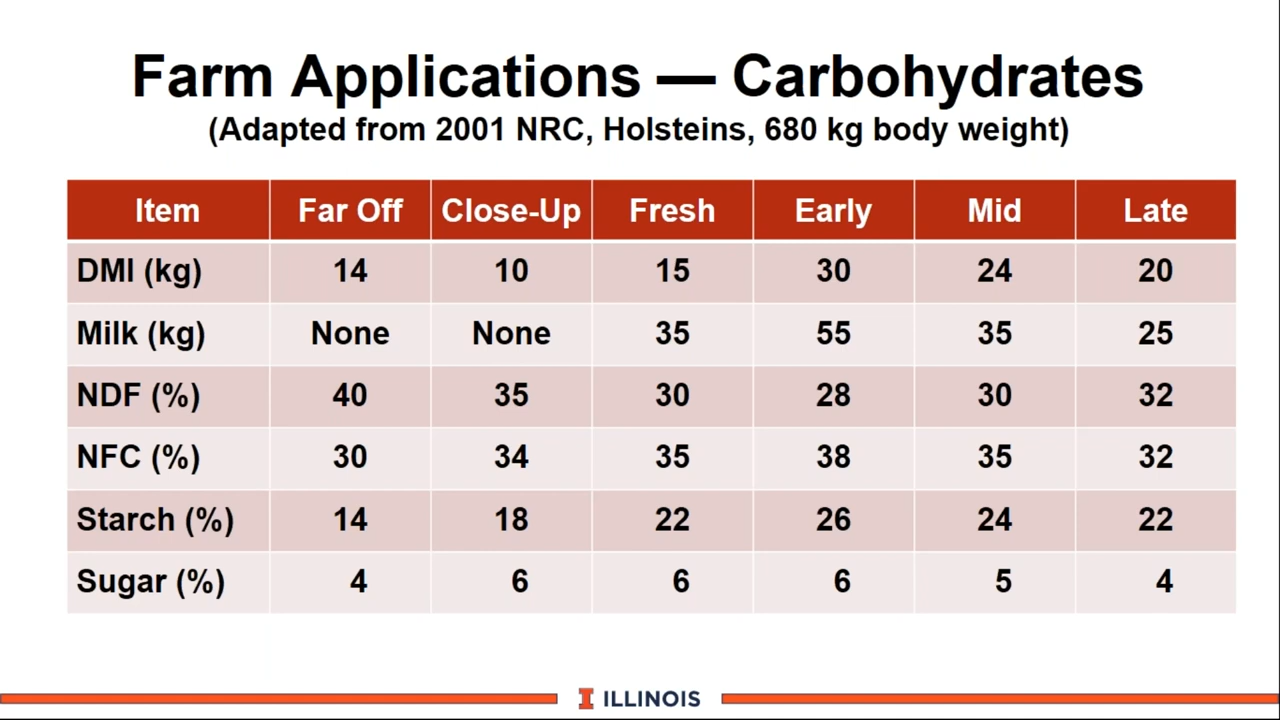 Farm Applications — Carbohydrates
(Adapted from 2001 NRC, Holsteins, 680 kg body weight)
Item Far Off Close-Up Fresh Early Mid Late
DMI (kg) 14 10 15 30 24 20
Milk (kg) None None 35 55 35 25
NDF (%) 40 35 30 28 30 32
NFC (%) 30 34 35 38 35 32
Starch (%) 14 18 22 26 24 22
Sugar (%) 4 6 6 6 5 4
I ILLINOIS